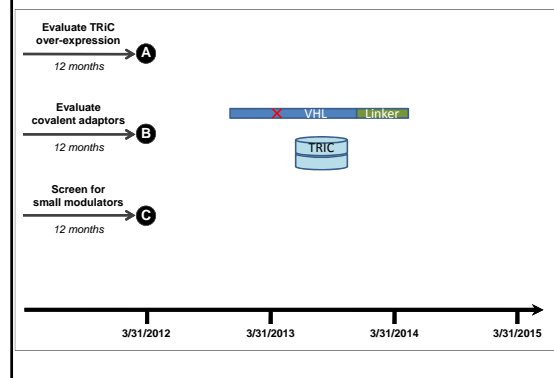 Evaluate TRiC
over-expression
A
12 months
Evaluate
covalent adaptors
B
12 months
VHL Linker
TRIC
Screen for
small modulators
C
12 months
3/31/2012 3/31/2013 3/31/2014 3/31/2015